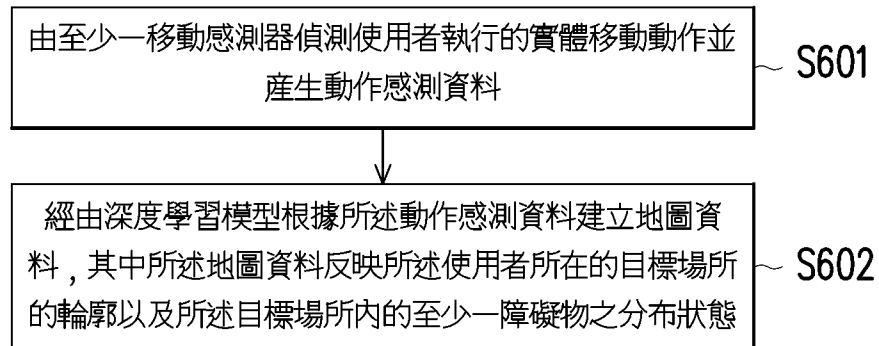 由至少一移動感測器偵測使用者執行的實體移動動作並
產生動作感測資料
S601
經由深度學習模型根據所述動作感測資料建立地圖資
料，其中所述地圖資料反映所述使用者所在的目標場所
的輪廓以及所述目標場所內的至少一障礙物之分布狀態
S602